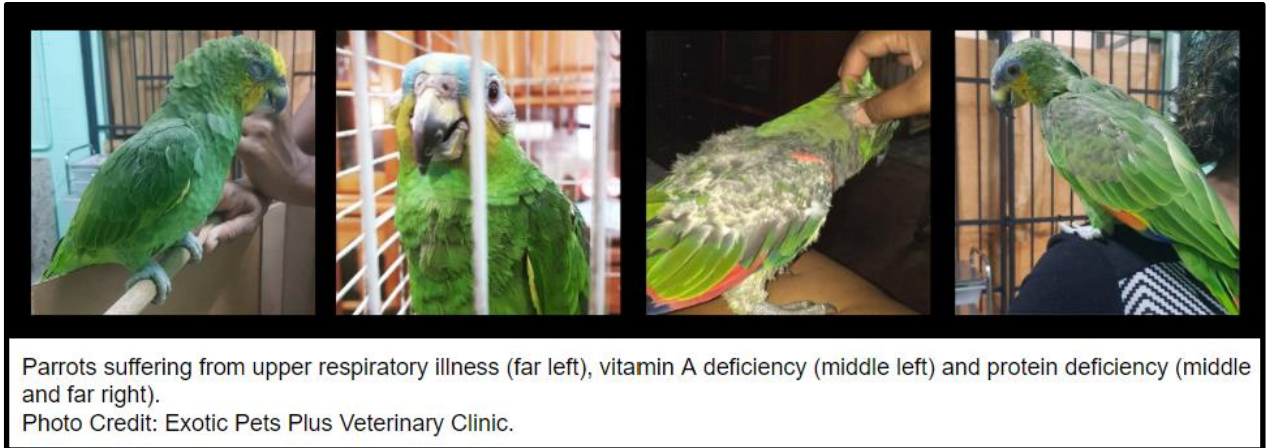 Parrots suffering from upper respiratory illness (far left), vitamin A deficiency (middle left) and protein deficiency (middle
and far right).
Photo Credit: Exotic Pets Plus Veterinary Clinic.